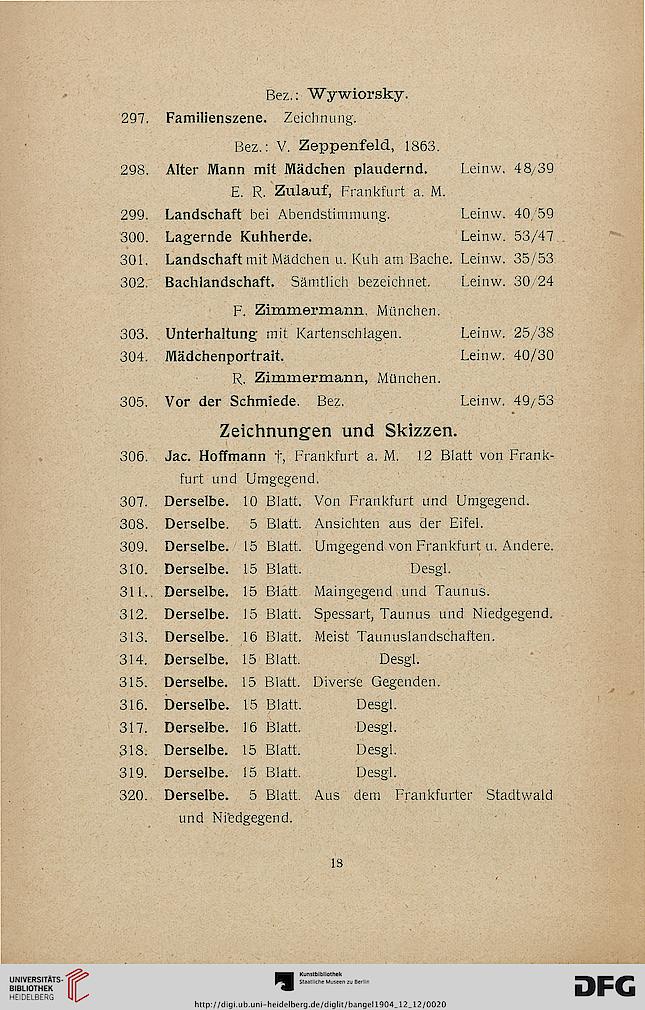 Bez.: Wywiorsky.
297. Familienszene. Zeichnung.
Bez.: V. Zeppenfeld, 1863.
298. Alter Mann mit Mädchen plaudernd. Leinw. 48/39
E. R. Zulauf, Frankfurt a. M.
299. Landschaft bei Abendstimmung. Leinw. 40/59
300. Lagernde Kuhherde. Leinw. 53/47
301. Landschaft mit Mädchen u. Kuh am Bache. Leinw. 35/53
302. Bachlandschaft. Sämtlich bezeichnet. Leinw. 30/24
F. Zimmermann, München.
303. Unterhaltung mit Kartenschlagen. Leinw. 25/38
304. Mädchenportrait. Leinw. 40/30
R. Zimmermann, München.
305. Vor der Schmiede. Bez. Leinw. 49/53
Zeichnungen und Skizzen.
306. Jac. Hoffmann †, Frankfurt a. M. 12 Blatt von Frank-
furt und Umgegend.
307. Derselbe. 10 Blatt. Von Frankfurt und Umgegend.
308. Derselbe. 5 Blatt. Ansichten aus der Eifel.
309. Derselbe. 15 Blatt. Umgegend von Frankfurt u. Andere.
310. Derselbe. 15 Blatt. Desgl.
311. Derselbe. 15 Blatt Maingegend und Taunus.
312. Derselbe. 15 Blatt. Spessart, Taunus und Niedgegend.
313. Derselbe. 16 Blatt. Meist Taunuslandschaften.
314. Derselbe. 15 Blatt. Desgl.
315. Derselbe. 15 Blatt. Diverse Gegenden.
316. Derselbe. 15 Blatt. Desgl.
317. Derselbe. 16 Blatt. Desgl.
318. Derselbe. 15 Blatt. Desgl.
319. Derselbe. 15 Blatt. Desgl.
320. Derselbe. 5 Blatt. Aus dem Frankfurter Stadtwald
und Niedgegend.
18
UNIVERSITÄTS-
BIBLIOTHEK
HEIDELBERG
Kunstbibliothek
Staatliche Museen zu Berlin
DFG
http://digi.ub.uni-heidelberg.de/diglit/bangel1904_12_12/0020